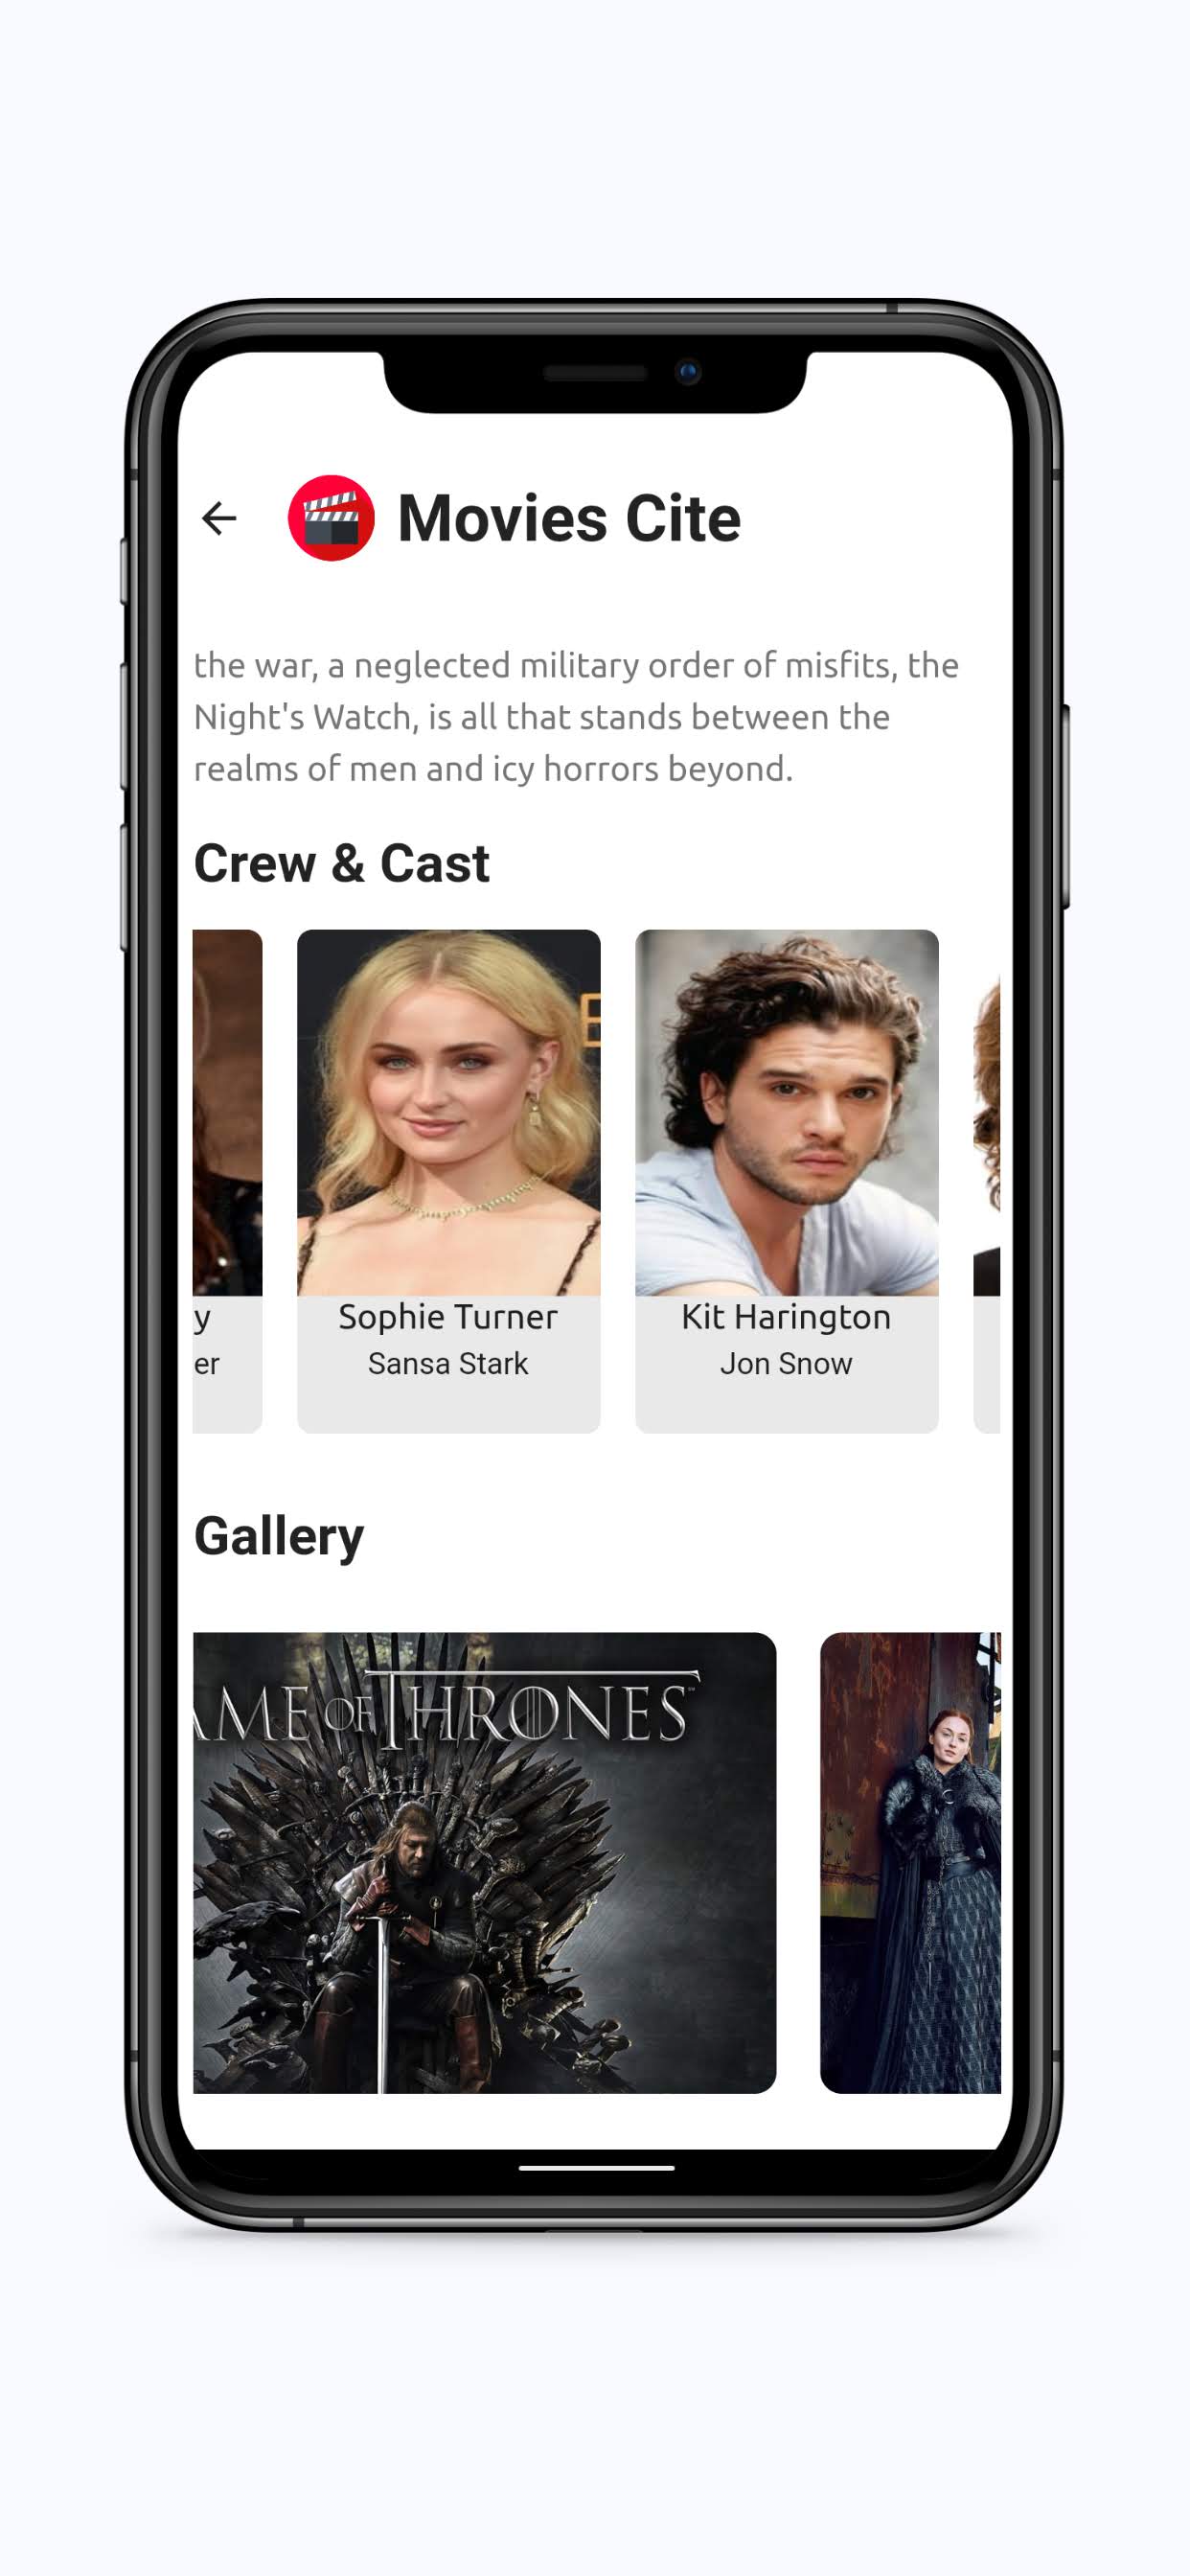 Movies Cite
the war, a neglected military order of misfits, the
Night's Watch, is all that stands between the
realms of men and icy horrors beyond.
Crew & Cast
y
er
Sophie Turner
Sansa Stark
Kit Harington
Jon Snow
Gallery
AME OF THRONES